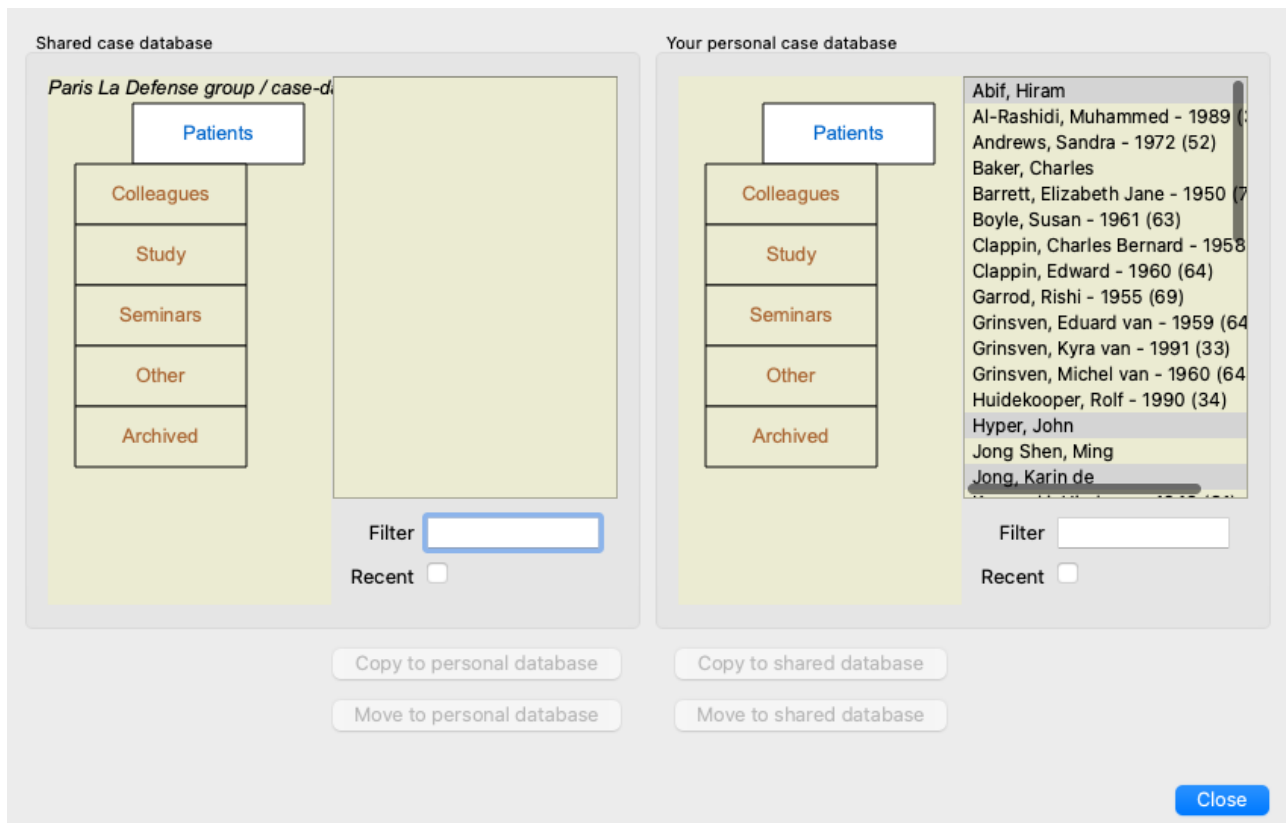 Shared case database
Paris La Defense group / case-d
Patients
Colleagues
Study
Seminars
Other
Archived
Filter
Recent
Copy to personal database
Move to personal database
Your personal case database
Patients
Colleagues
Study
Seminars
Other
Archived
Abif, Hiram
Al-Rashidi, Muhammed - 1989 (
Andrews, Sandra - 1972 (52)
Baker, Charles
Barrett, Elizabeth Jane - 1950 (7
Boyle, Susan - 1961 (63)
Clappin, Charles Bernard - 1958
Clappin, Edward - 1960 (64)
Garrod, Rishi - 1955 (69)
Grinsven, Eduard van - 1959 (64
Grinsven, Kyra van - 1991 (33)
Grinsven, Michel van - 1960 (64
Huidekooper, Rolf - 1990 (34)
Hyper, John
Jong Shen, Ming
Jong, Karin de
Filter
Recent
Copy to shared database
Move to shared database
Close